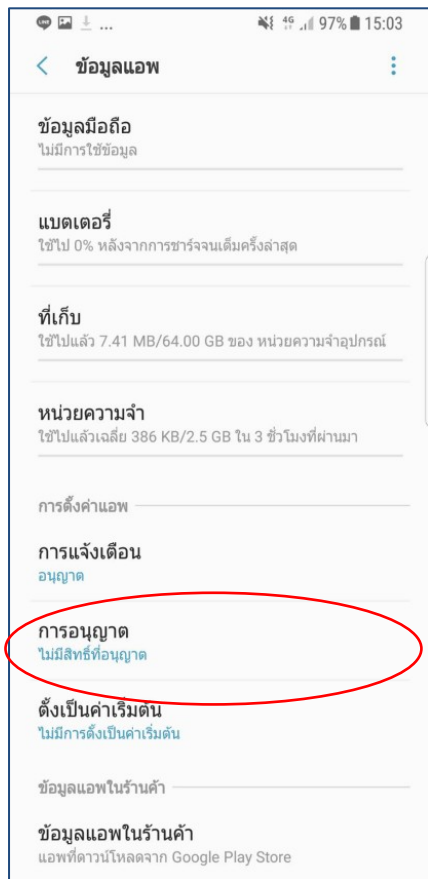 ... 4G 97% 15:03
ข้อมูลแอพ
ข้อมูลมือถือ
ไม่มีการใช้ข้อมูล
แบตเตอรี่
ใช้ไป 0% หลังจากการชาร์จจนเต็มครั้งล่าสุด
ที่เก็บ
ใช้ไปแล้ว 7.41 MB/64.00 GB ของ หน่วยความจำอุปกรณ์
หน่วยความจำ
ใช้ไปแล้วเฉลี่ย 386 KB/2.5 GB ใน 3 ชั่วโมงที่ผ่านมา
การตั้งค่าแอพ
การแจ้งเตือน
อนุญาต
การอนุญาต
ไม่มีสิทธิ์ที่อนุญาต
ตั้งเป็นค่าเริ่มต้น
ไม่มีการตั้งเป็นค่าเริ่มต้น
ข้อมูลแอพในร้านค้า
ข้อมูลแอพในร้านค้า
แอพที่ดาวน์โหลดจาก Google Play Store